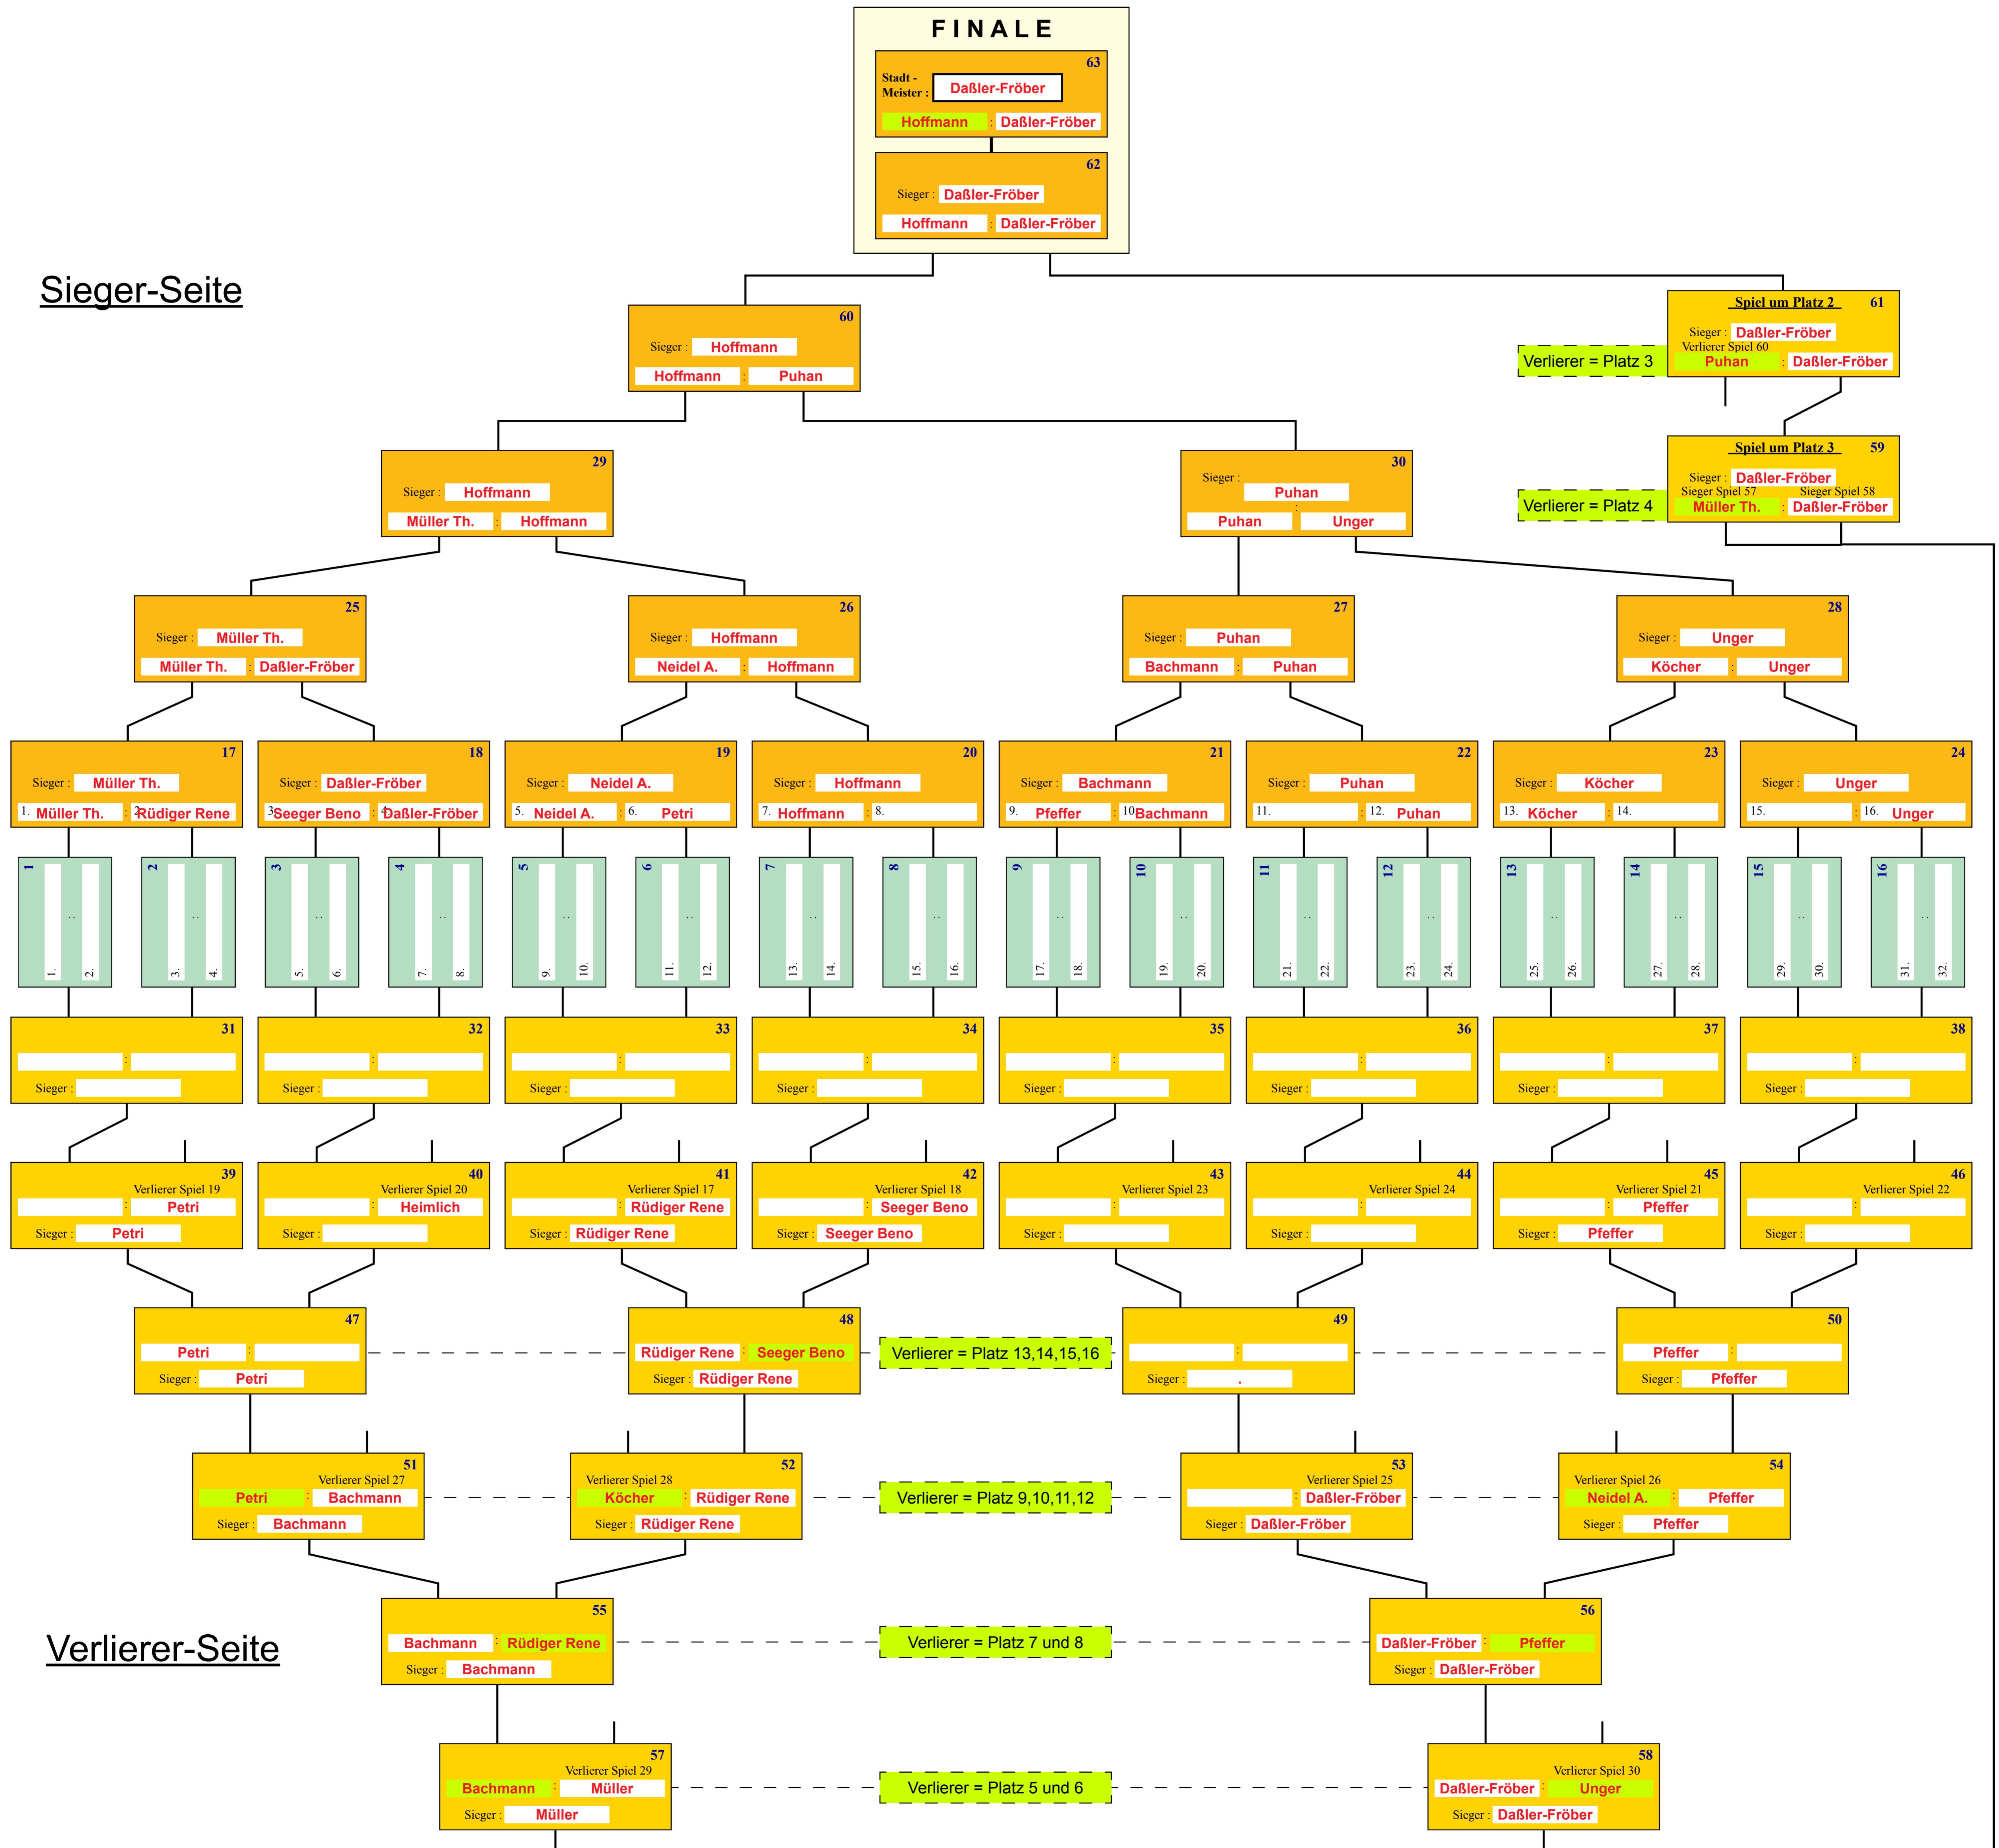 F I N A L E
63
Stadt -
Meister : Daßler-Fröber
Hoffmann : Daßler-Fröber
62
Sieger : Daßler-Fröber
Hoffmann : Daßler-Fröber
Sieger-Seite
60
Sieger : Hoffmann
Hoffmann : Puhan
Spiel um Platz 2 61
Sieger : Daßler-Fröber
Verlierer Spiel 60
Puhan : Daßler-Fröber
Verlierer = Platz 3
29
Sieger : Hoffmann
Müller Th. : Hoffmann
30
Sieger :
Puhan
:
Puhan Unger
Spiel um Platz 3 59
Sieger : Daßler-Fröber
Sieger Spiel 57 Sieger Spiel 58
Müller Th. : Daßler-Fröber
Verlierer = Platz 4
25
Sieger : Müller Th.
Müller Th. : Daßler-Fröber
26
Sieger : Hoffmann
Neidel A. : Hoffmann
27
Sieger : Puhan
Bachmann : Puhan
28
Sieger : Unger
Köcher : Unger
17
Sieger : Müller Th.
1. Müller Th. : 2. Rüdiger Rene
18
Sieger : Daßler-Fröber
3. Seeger Beno : 4. Daßler-Fröber
19
Sieger : Neidel A.
5. Neidel A. : 6. Petri
20
Sieger : Hoffmann
7. Hoffmann : 8.
21
Sieger : Bachmann
9. Pfeffer : 10. Bachmann
22
Sieger : Puhan
11. : 12. Puhan
23
Sieger : Köcher
13. Köcher : 14.
24
Sieger : Unger
15. : 16. Unger
1
1. : 2.
2
3. : 4.
3
5. : 6.
4
7. : 8.
5
9. : 10.
6
11. : 12.
7
13. : 14.
8
15. : 16.
9
17. : 18.
10
19. : 20.
11
21. : 22.
12
23. : 24.
13
25. : 26.
14
27. : 28.
15
29. : 30.
16
31. : 32.
31
:
Sieger :
32
:
Sieger :
33
:
Sieger :
34
:
Sieger :
35
:
Sieger :
36
:
Sieger :
37
:
Sieger :
38
:
Sieger :
39
Verlierer Spiel 19
: Petri
Sieger : Petri
40
Verlierer Spiel 20
: Heimlich
Sieger :
41
Verlierer Spiel 17
: Rüdiger Rene
Sieger : Rüdiger Rene
42
Verlierer Spiel 18
: Seeger Beno
Sieger : Seeger Beno
43
Verlierer Spiel 23
:
Sieger :
44
Verlierer Spiel 24
:
Sieger :
45
Verlierer Spiel 21
: Pfeffer
Sieger : Pfeffer
46
Verlierer Spiel 22
:
Sieger :
47
Petri :
Sieger : Petri
48
Rüdiger Rene : Seeger Beno
Sieger : Rüdiger Rene
Verlierer = Platz 13,14,15,16
49
:
Sieger : .
50
Pfeffer :
Sieger : Pfeffer
51
Verlierer Spiel 27
Petri : Bachmann
Sieger : Bachmann
52
Verlierer Spiel 28
Köcher : Rüdiger Rene
Sieger : Rüdiger Rene
Verlierer = Platz 9,10,11,12
53
Verlierer Spiel 25
: Daßler-Fröber
Sieger : Daßler-Fröber
54
Verlierer Spiel 26
Neidel A. : Pfeffer
Sieger : Pfeffer
Verlierer-Seite
55
Bachmann : Rüdiger Rene
Sieger : Bachmann
Verlierer = Platz 7 und 8
56
Daßler-Fröber : Pfeffer
Sieger : Daßler-Fröber
57
Verlierer Spiel 29
Bachmann : Müller
Sieger : Müller
Verlierer = Platz 5 und 6
58
Verlierer Spiel 30
Daßler-Fröber : Unger
Sieger : Daßler-Fröber